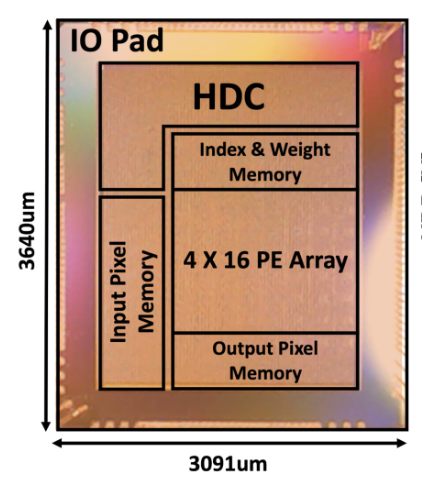 IO Pad
HDC
Index & Weight
Memory
4 X 16 PE Array
Input Pixel
Memory
Output Pixel
Memory
3640um
3091um